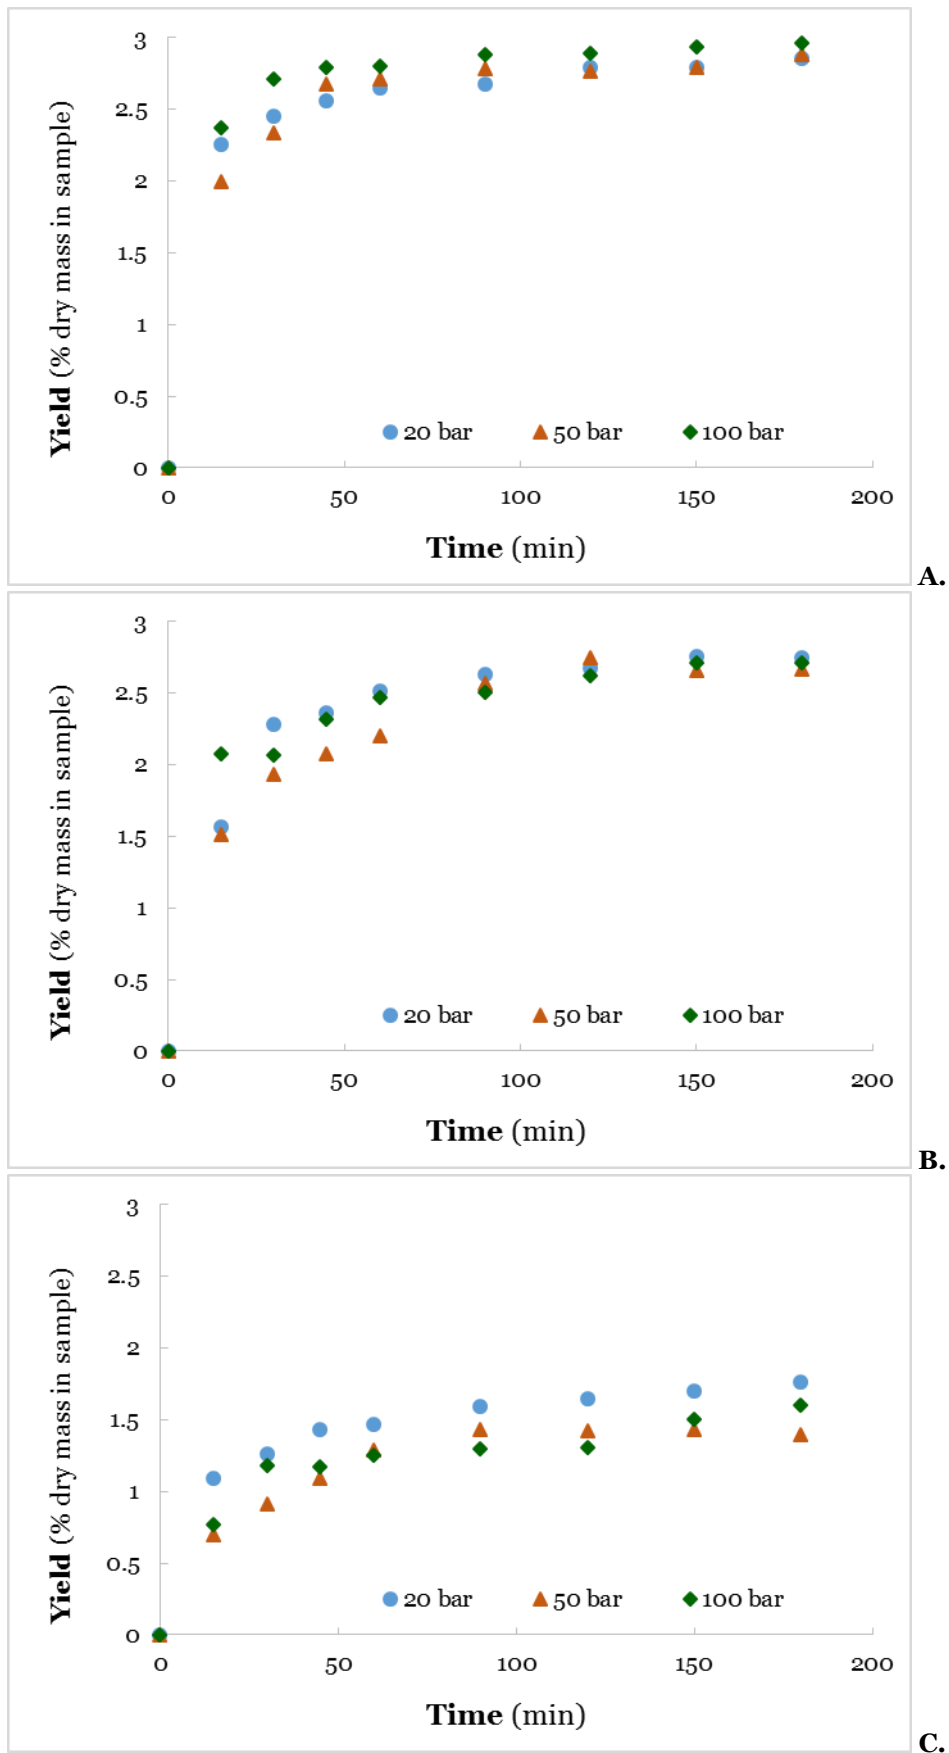 3
2.5
2
1.5
1
0.5
0
Yield (% dry mass in sample)
20 bar 50 bar 100 bar
0 50 100 150 200
Time (min)
A.
3
2.5
2
1.5
1
0.5
0
Yield (% dry mass in sample)
20 bar 50 bar 100 bar
0 50 100 150 200
Time (min)
B.
3
2.5
2
1.5
1
0.5
0
Yield (% dry mass in sample)
20 bar 50 bar 100 bar
0 50 100 150 200
Time (min)
C.